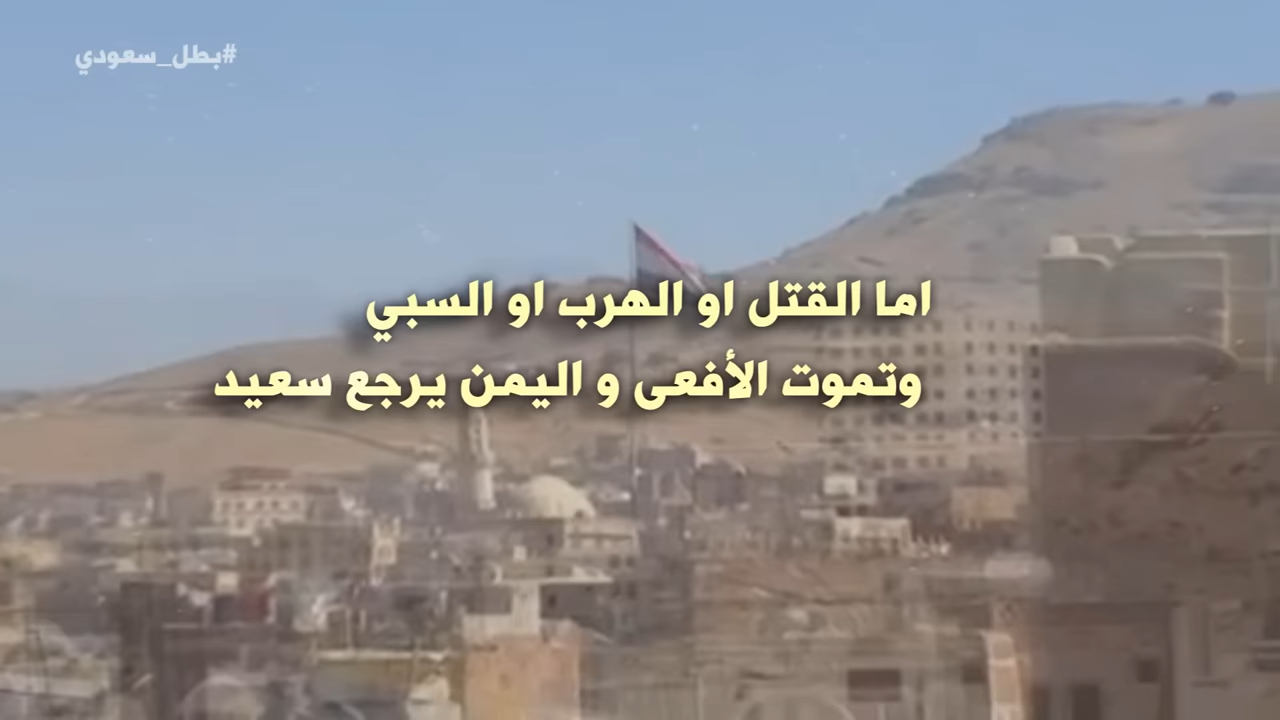 #بطل_سعودي
اما القتل او الهرب او السبي
وتموت الأفعى و اليمن يرجع سعيد